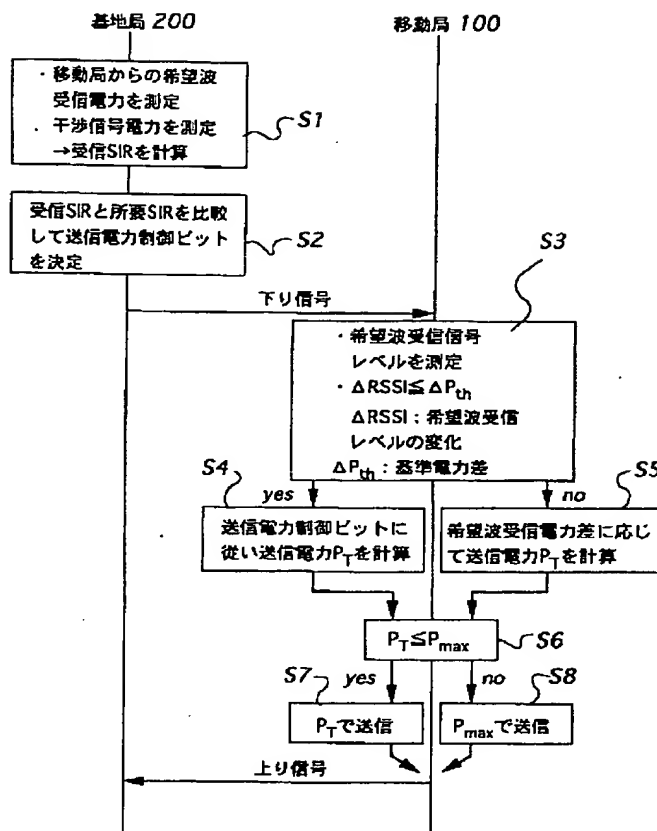 基地局 200
移動局 100
・移動局からの希望波
受信電力を測定
・干渉信号電力を測定
→受信SIRを計算
S1
受信SIRと所要SIRを比較
して送信電力制御ビット
を決定
S2
下り信号
S3
・希望波受信信号
レベルを測定
・ΔRSSI≦ΔPth
ΔRSSI：希望波受信
レベルの変化
ΔPth：基準電力差
S4
yes
no
S5
送信電力制御ビットに
従い送信電力PTを計算
希望波受信電力差に応じ
て送信電力PTを計算
PT≦Pmax
S6
S7
yes
no
S8
PTで送信
Pmaxで送信
上り信号